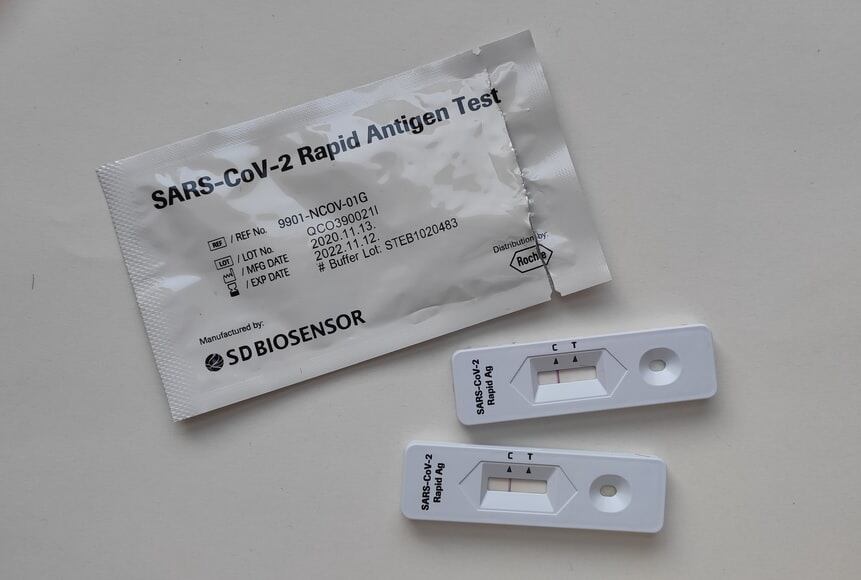 SARS-CoV-2 Rapid Antigen Test
REF / REF No. 9901-NCOV-01G
LOT / LOT No. QCO390021I
/ MFG DATE 2020.11.13.
/ EXP DATE 2022.11.12.
# Buffer Lot: STEB1020483
Distribution by:
Roche
Manufactured by:
SD BIOSENSOR
C T
SARS-CoV-2
Rapid Ag
C T
SARS-CoV-2
Rapid Ag